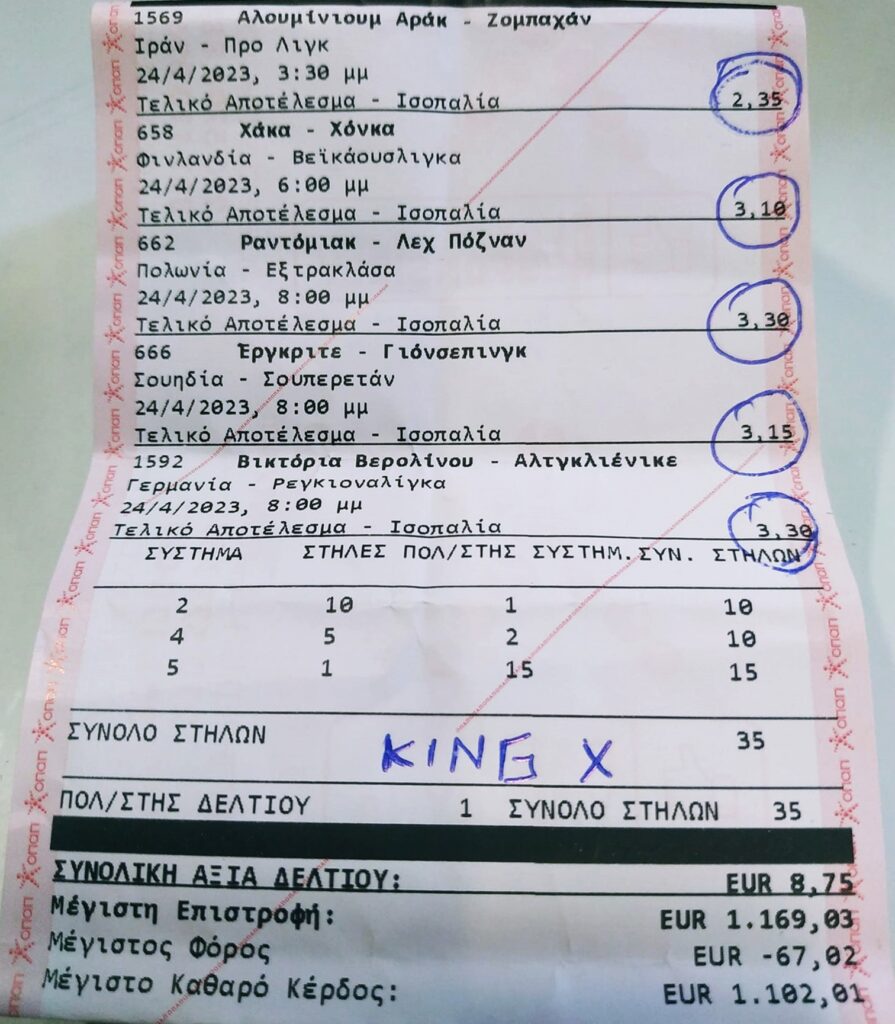 1569 Αλουμίνιουμ Αράκ - Ζομπαχάν
Ιράν - Προ Λιγκ
24/4/2023, 3:30 μμ
Τελικό Αποτέλεσμα - Ισοπαλία 2,35
658 Χάκα - Χόνκα
Φινλανδία - Βεϊκάουσλιγκα
24/4/2023, 6:00 μμ
Τελικό Αποτέλεσμα - Ισοπαλία 3,10
662 Ραντόμιακ - Λεχ Πόζναν
Πολωνία - Εξτρακλάσα
24/4/2023, 8:00 μμ
Τελικό Αποτέλεσμα - Ισοπαλία 3,30
666 Έργκριτε - Γιόνσεπινγκ
Σουηδία - Σουπερετάν
24/4/2023, 8:00 μμ
Τελικό Αποτέλεσμα - Ισοπαλία 3,15
1592 Βικτόρια Βερολίνου - Αλτγκλιένικε
Γερμανία - Ρεγκιοναλίγκα
24/4/2023, 8:00 μμ
Τελικό Αποτέλεσμα - Ισοπαλία 3,30
ΣΥΣΤΗΜΑ ΣΤΗΛΕΣ ΠΟΛ/ΣΤΗΣ ΣΥΣΤΗΜ. ΣΥΝ. ΣΤΗΛΩΝ
2 10 1 10
4 5 2 10
5 1 15 15
ΣΥΝΟΛΟ ΣΤΗΛΩΝ 35
KING X
ΠΟΛ/ΣΤΗΣ ΔΕΛΤΙΟΥ 1 ΣΥΝΟΛΟ ΣΤΗΛΩΝ 35
ΣΥΝΟΛΙΚΗ ΑΞΙΑ ΔΕΛΤΙΟΥ: EUR 8,75
Μέγιστη Επιστροφή: EUR 1.169,03
Μέγιστος Φόρος EUR -67,02
Μέγιστο Καθαρό Κέρδος: EUR 1.102,01